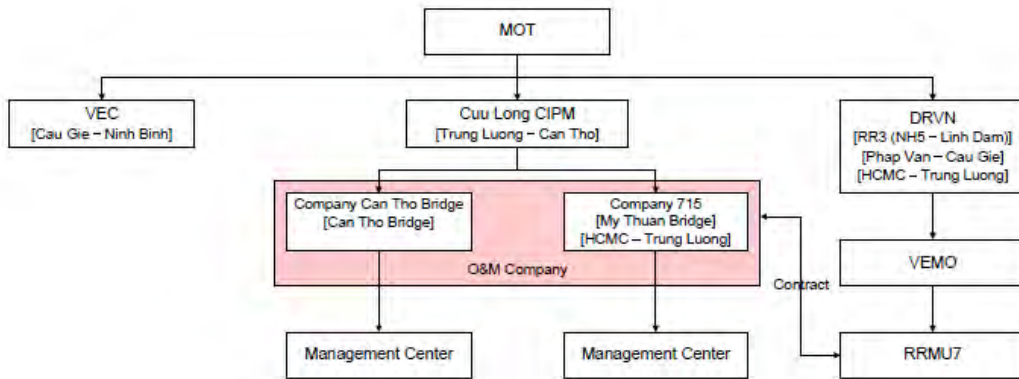 MOT
VEC
[Cau Gie – Ninh Binh]
Cuu Long CIPM
[Trung Luong – Can Tho]
DRVN
[RR3 (NH5 – Linh Dam)]
[Phap Van – Cau Gie]
[HCMC – Trung Luong]
Company Can Tho Bridge
[Can Tho Bridge]
Company 715
[My Thuan Bridge]
[HCMC – Trung Luong]
O&M Company
Contract
VEMO
Management Center
Management Center
RRMU7